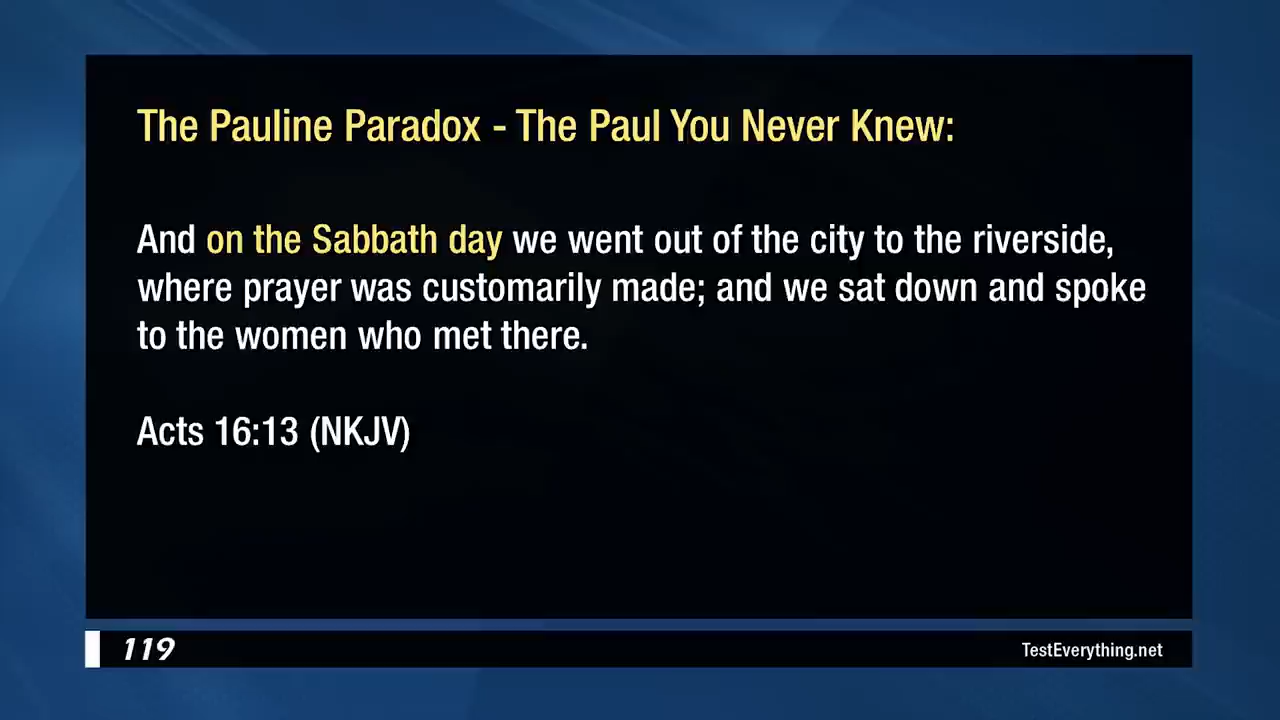 The Pauline Paradox - The Paul You Never Knew:
And on the Sabbath day we went out of the city to the riverside,
where prayer was customarily made; and we sat down and spoke
to the women who met there.
Acts 16:13 (NKJV)
119
TestEverything.net